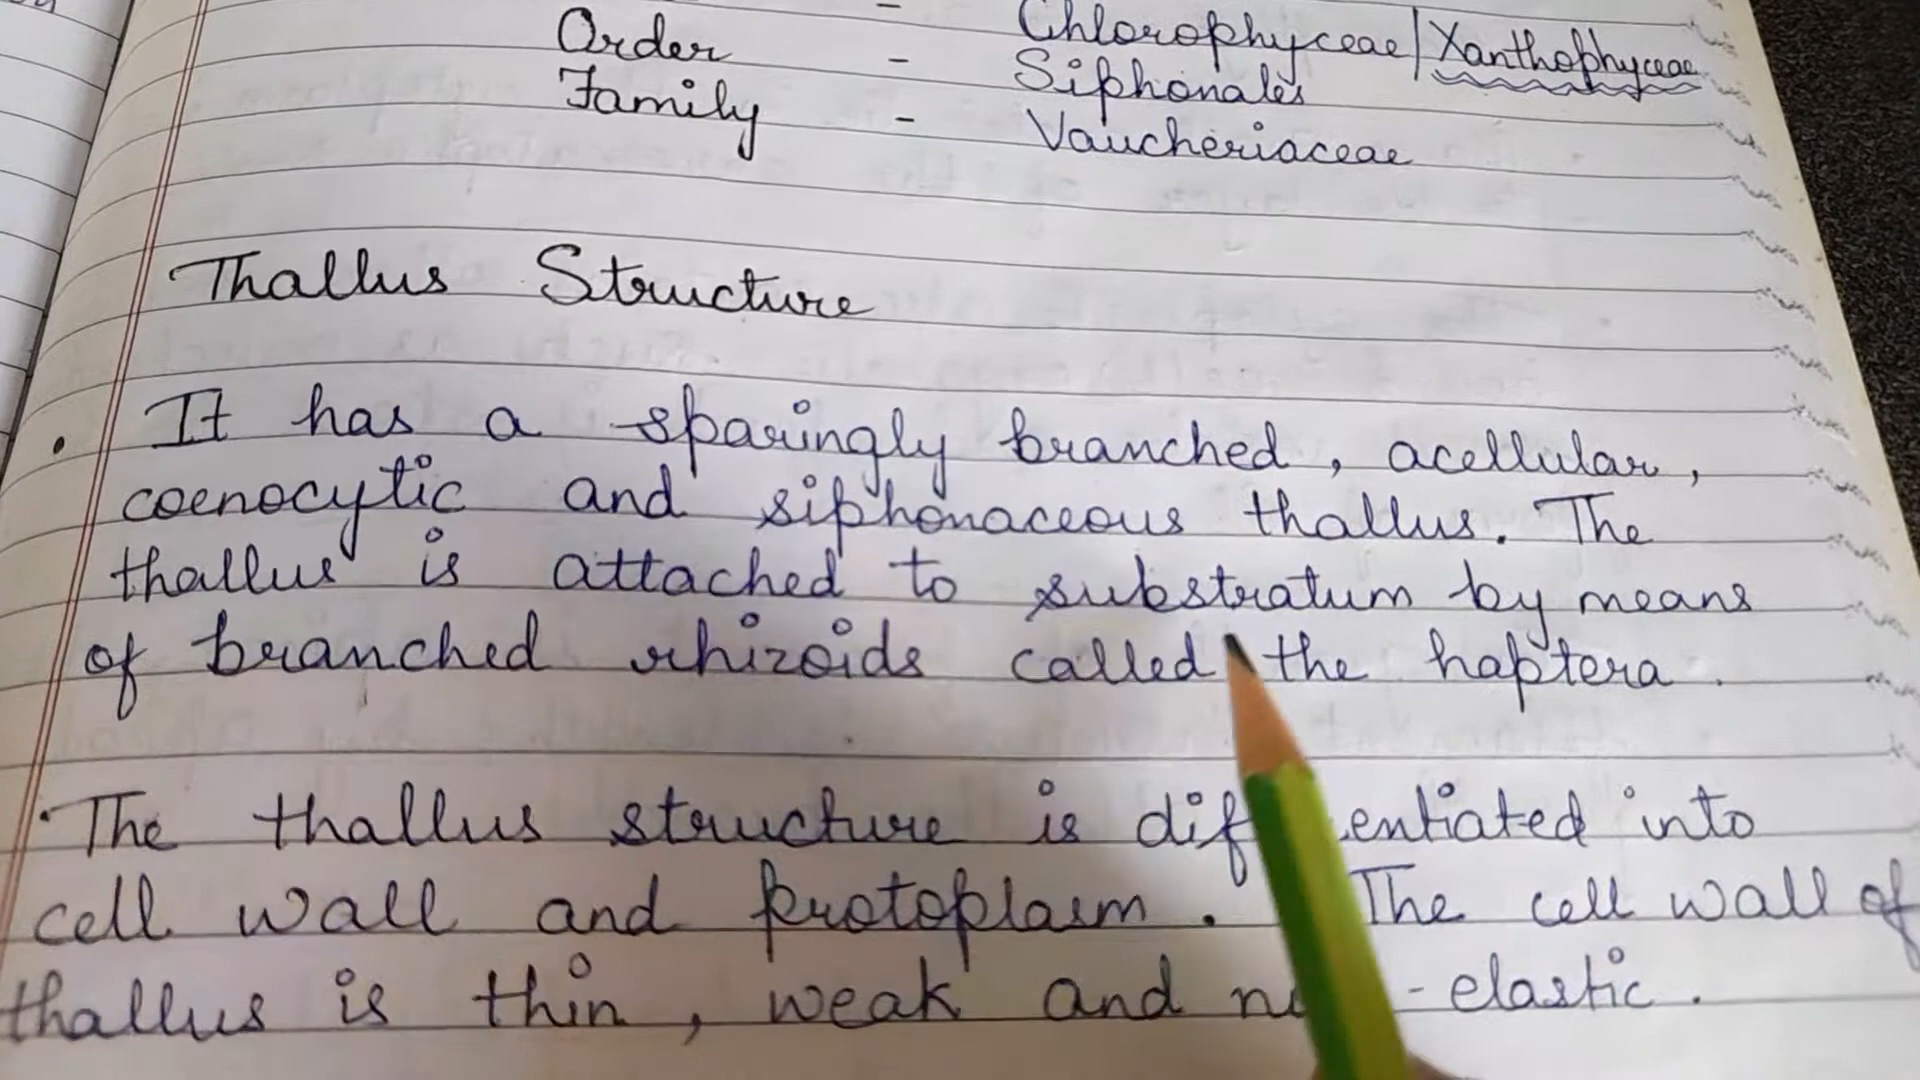 - Chlorophyceae/Xanthophyceae
Order - Siphonales
Family - Vaucheriaceae
Thallus Structure
. It has a sparingly branched, acellular,
coenocytic and siphonaceous thallus. The
thallus is attached to substratum by means
of branched rhizoids called the haptera.
. The thallus structure is dif entiated into
cell wall and protoplasm. The cell wall of
thallus is thin, weak and n -elastic.